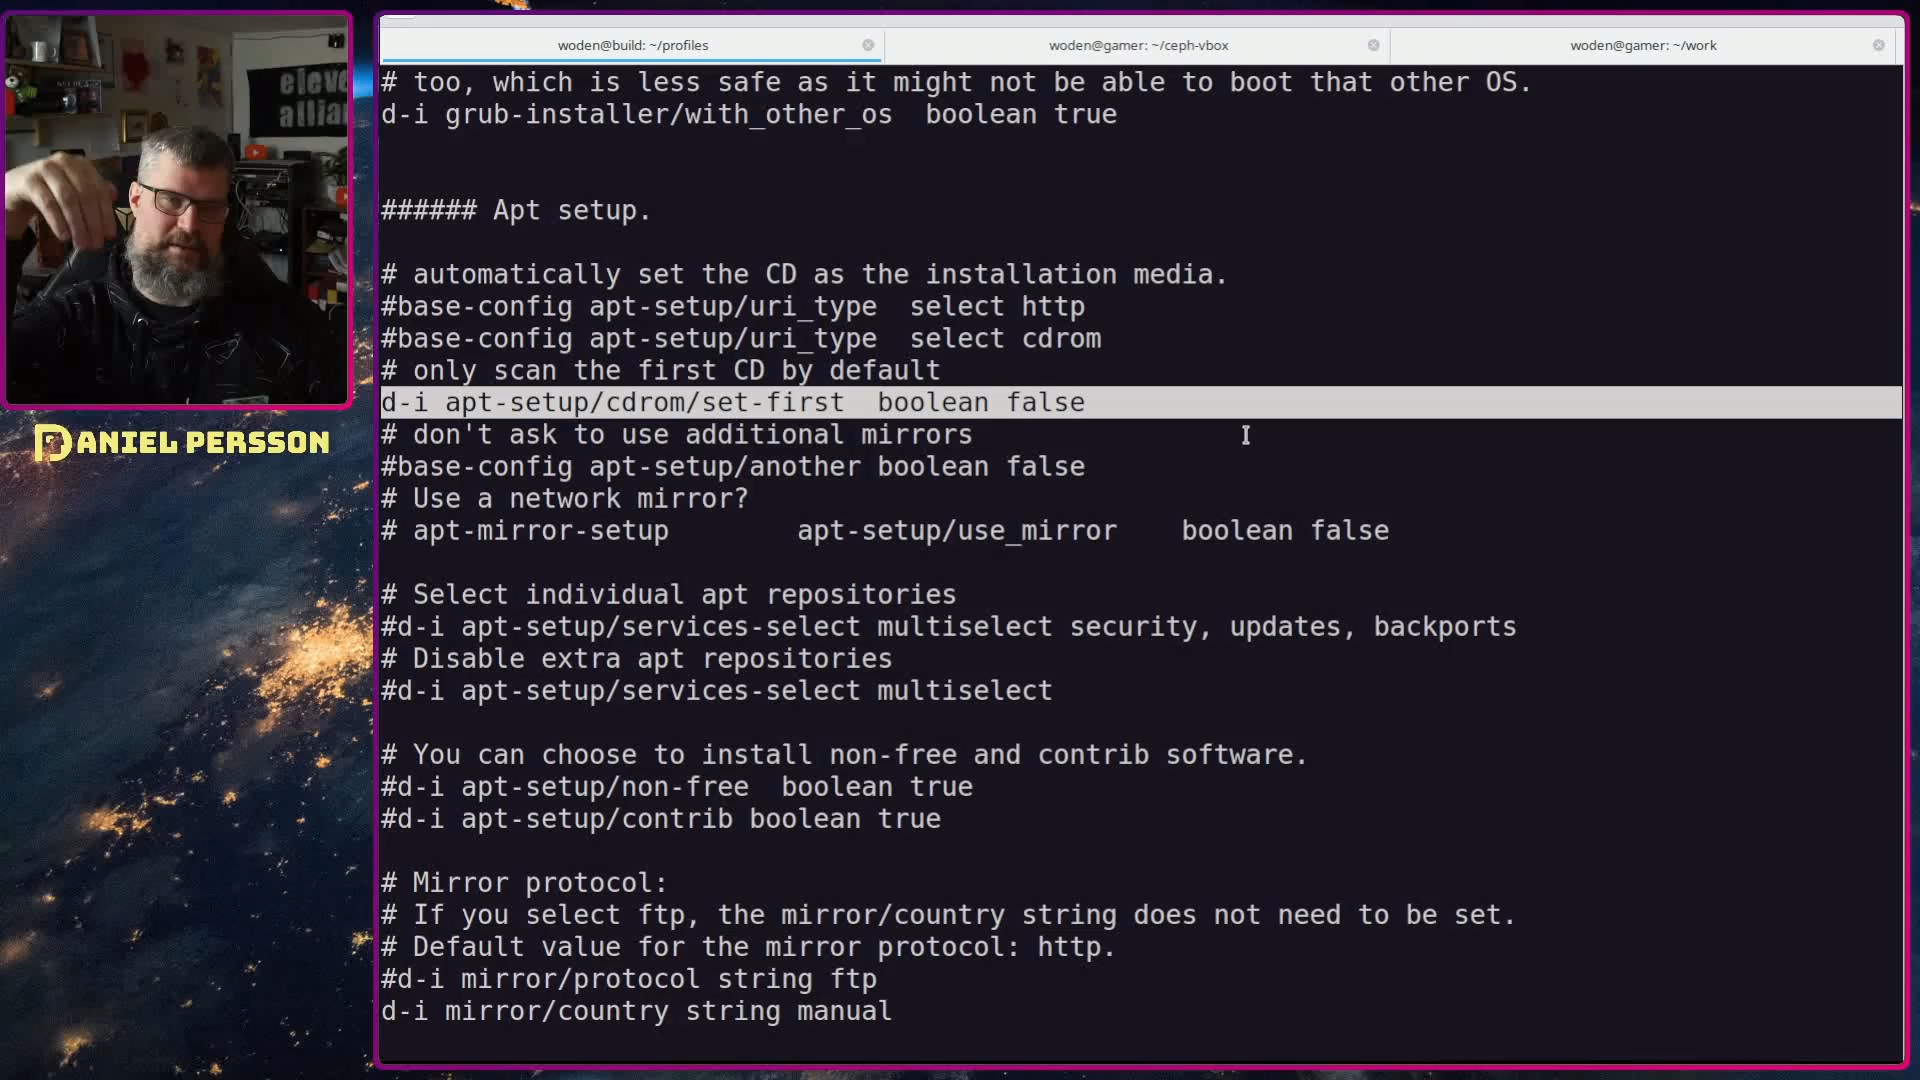 woden@build: ~/profiles
woden@gamer: ~/ceph-vbox
woden@gamer: ~/work
# too, which is less safe as it might not be able to boot that other OS.
d-i grub-installer/with_other_os  boolean true
###### Apt setup.
# automatically set the CD as the installation media.
#base-config apt-setup/uri_type  select http
#base-config apt-setup/uri_type  select cdrom
# only scan the first CD by default
d-i apt-setup/cdrom/set-first  boolean false
# don't ask to use additional mirrors
#base-config apt-setup/another boolean false
# Use a network mirror?
# apt-mirror-setup        apt-setup/use_mirror    boolean false
# Select individual apt repositories
#d-i apt-setup/services-select multiselect security, updates, backports
# Disable extra apt repositories
#d-i apt-setup/services-select multiselect
# You can choose to install non-free and contrib software.
#d-i apt-setup/non-free  boolean true
#d-i apt-setup/contrib boolean true
# Mirror protocol:
# If you select ftp, the mirror/country string does not need to be set.
# Default value for the mirror protocol: http.
#d-i mirror/protocol string ftp
d-i mirror/country string manual
DANIEL PERSSON